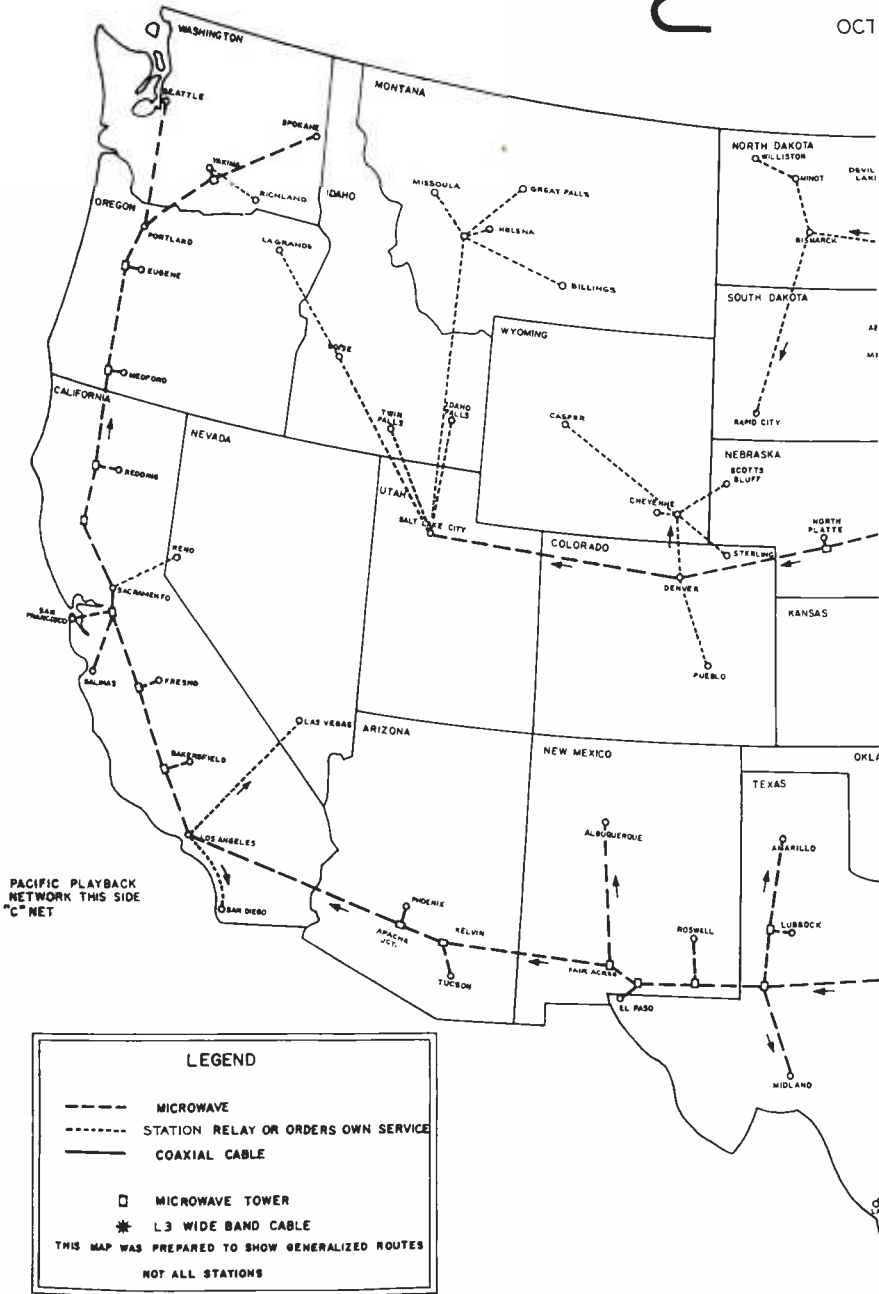 OCT
WASHINGTON
SEATTLE
SPOKANE
YAKIMA
RICHLAND
OREGON
PORTLAND
EUGENE
MEDFORD
LA GRANDE
IDAHO
BOISE
TWIN
FALLS
IDAHO
FALLS
MONTANA
MISSOULA
GREAT FALLS
HELENA
BILLINGS
NORTH DAKOTA
WILLISTON
MINOT
DEVIL
LAKE
BISMARCK
SOUTH DAKOTA
RAPID CITY
WYOMING
CASPER
CHEYENNE
NEBRASKA
SCOTTS
BLUFF
NORTH
PLATTE
STERLING
CALIFORNIA
REDDING
NEVADA
RENO
SACRAMENTO
SAN
FRANCISCO
SALINAS
FRESNO
BAKERSFIELD
LAS VEGAS
LOS ANGELES
SAN DIEGO
UTAH
SALT LAKE CITY
COLORADO
DENVER
PUEBLO
KANSAS
ARIZONA
PHOENIX
APACHE
JCT.
KELVIN
TUCSON
NEW MEXICO
ALBUQUERQUE
FAIR ACRES
ROSWELL
EL PASO
OKLA
TEXAS
AMARILLO
LUBBOCK
MIDLAND
PACIFIC PLAYBACK
NETWORK THIS SIDE
"C" NET
LEGEND
MICROWAVE
STATION RELAY OR ORDERS OWN SERVICE
COAXIAL CABLE
MICROWAVE TOWER
L3 WIDE BAND CABLE
THIS MAP WAS PREPARED TO SHOW GENERALIZED ROUTES
NOT ALL STATIONS